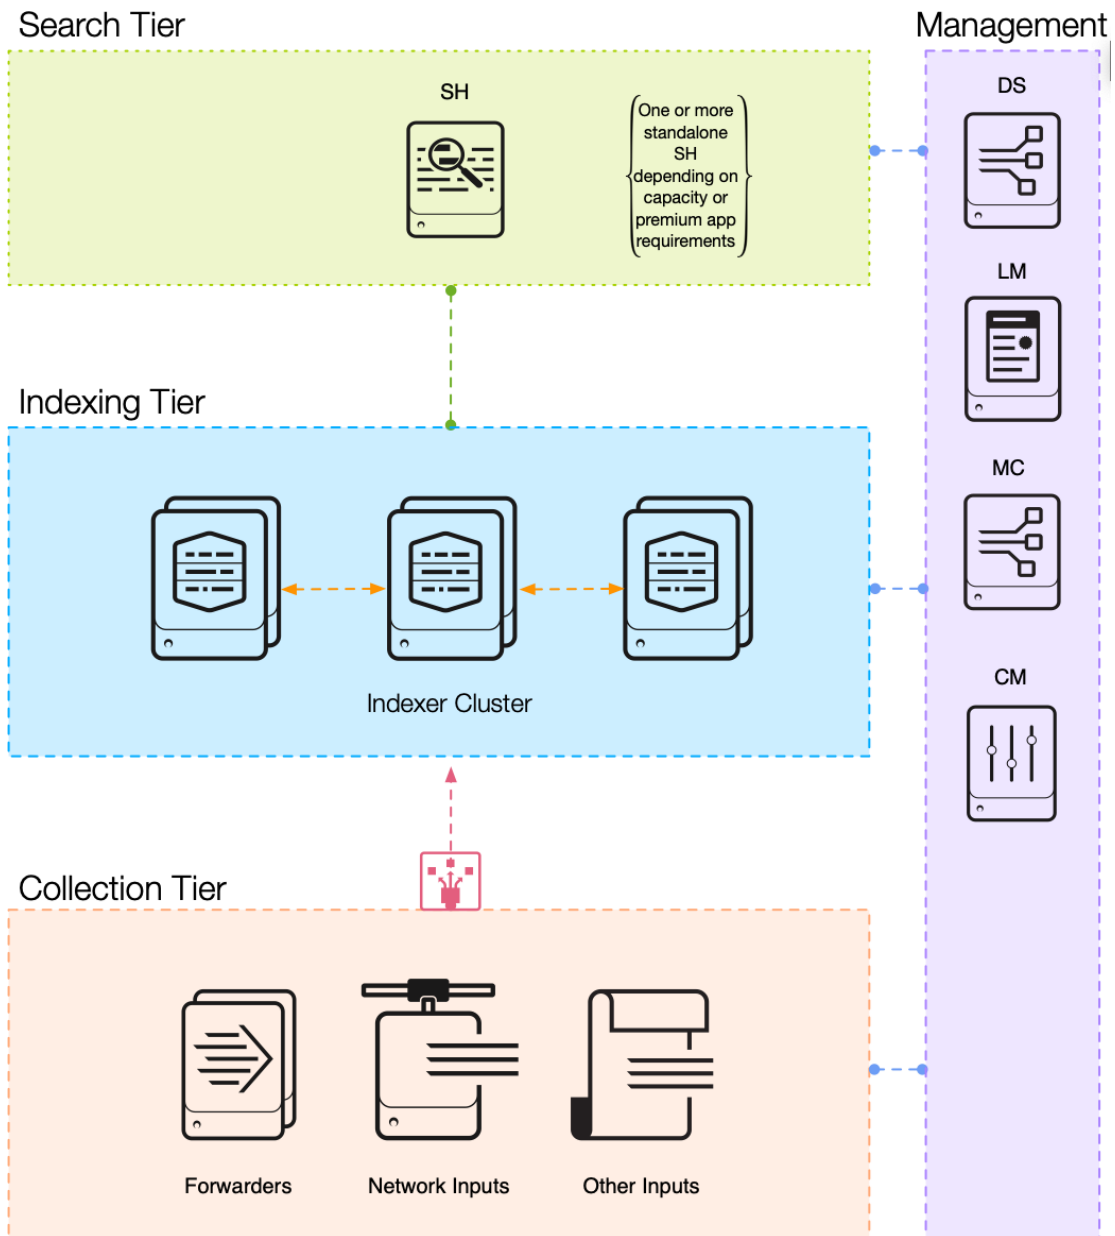 Search Tier
Management
SH
One or more
standalone
SH
depending on
capacity or
premium app
requirements
DS
LM
Indexing Tier
MC
Indexer Cluster
CM
Collection Tier
Forwarders
Network Inputs
Other Inputs